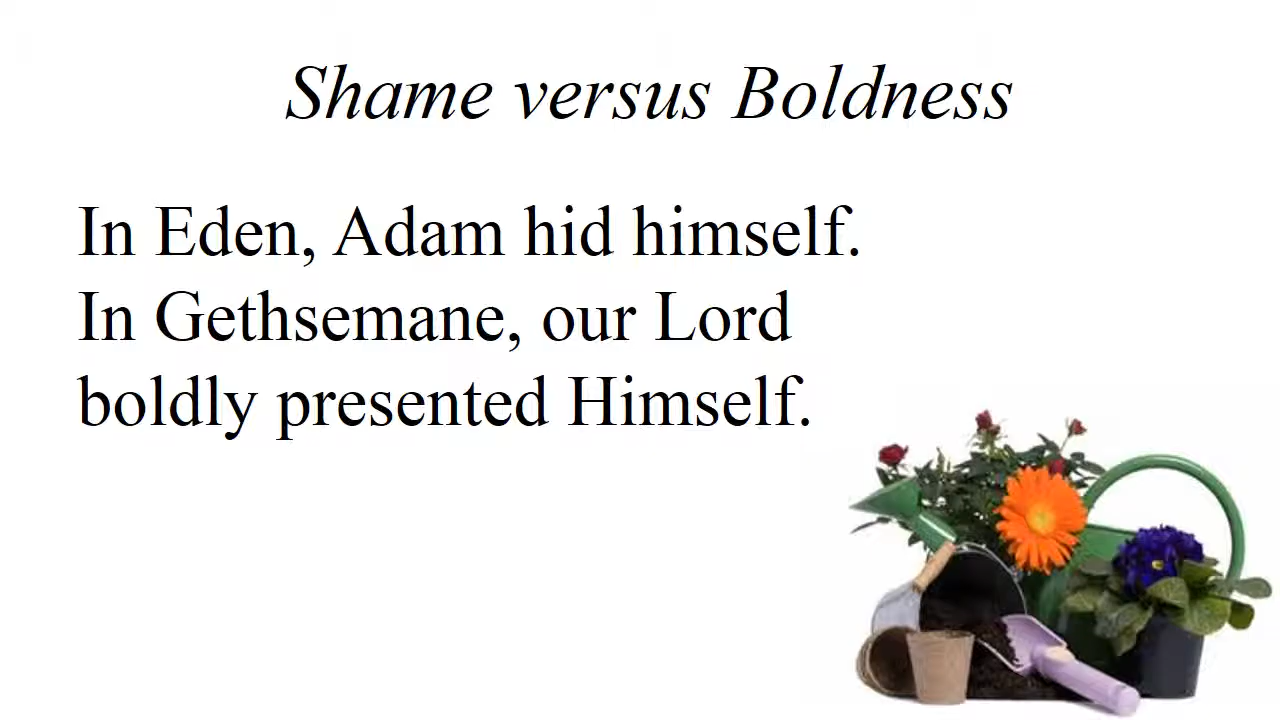 Shame versus Boldness
In Eden, Adam hid himself.
In Gethsemane, our Lord
boldly presented Himself.